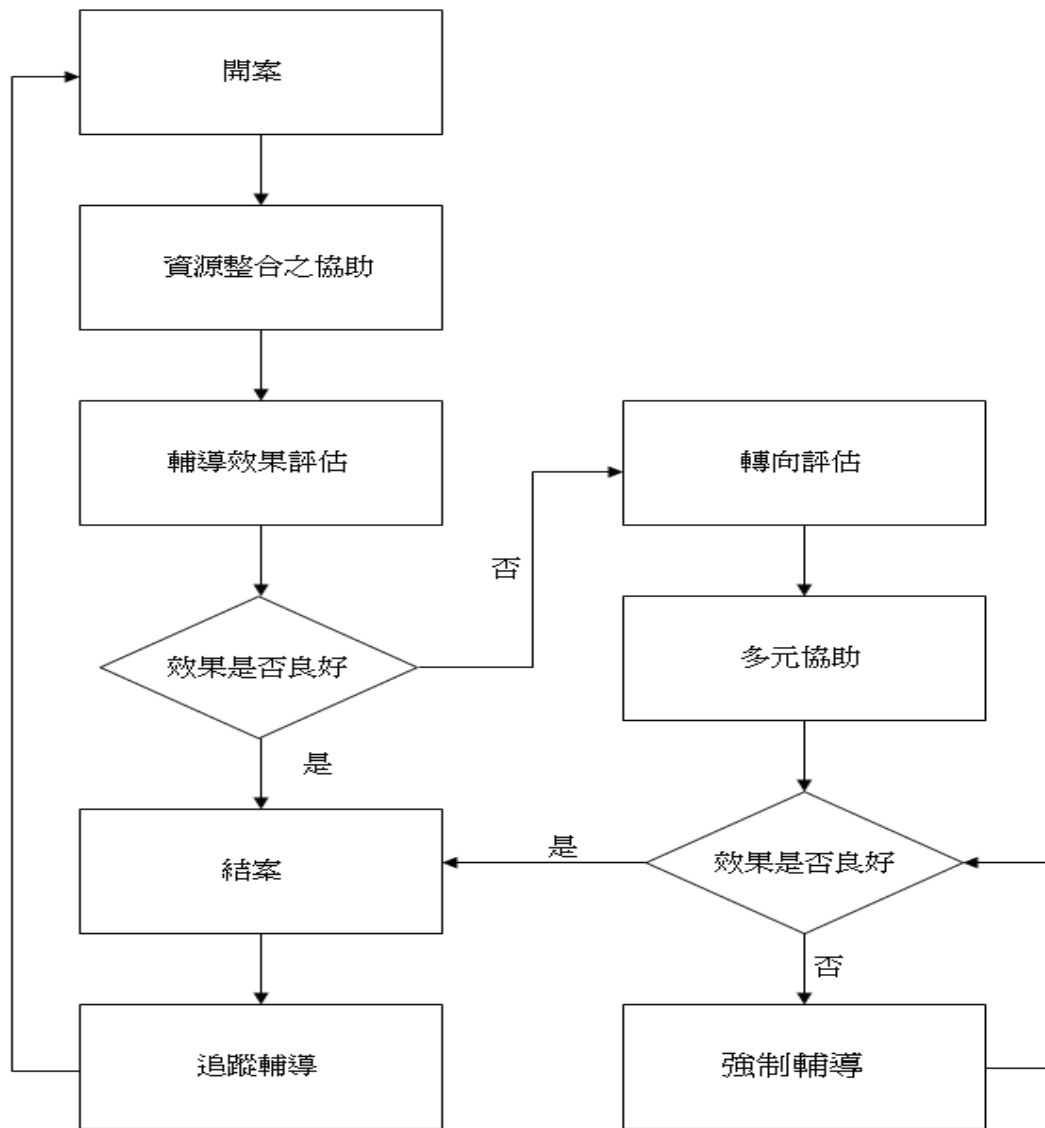 開案
資源整合之協助
輔導效果評估
轉向評估
否
效果是否良好
多元協助
是
結案
是
效果是否良好
否
追蹤輔導
強制輔導